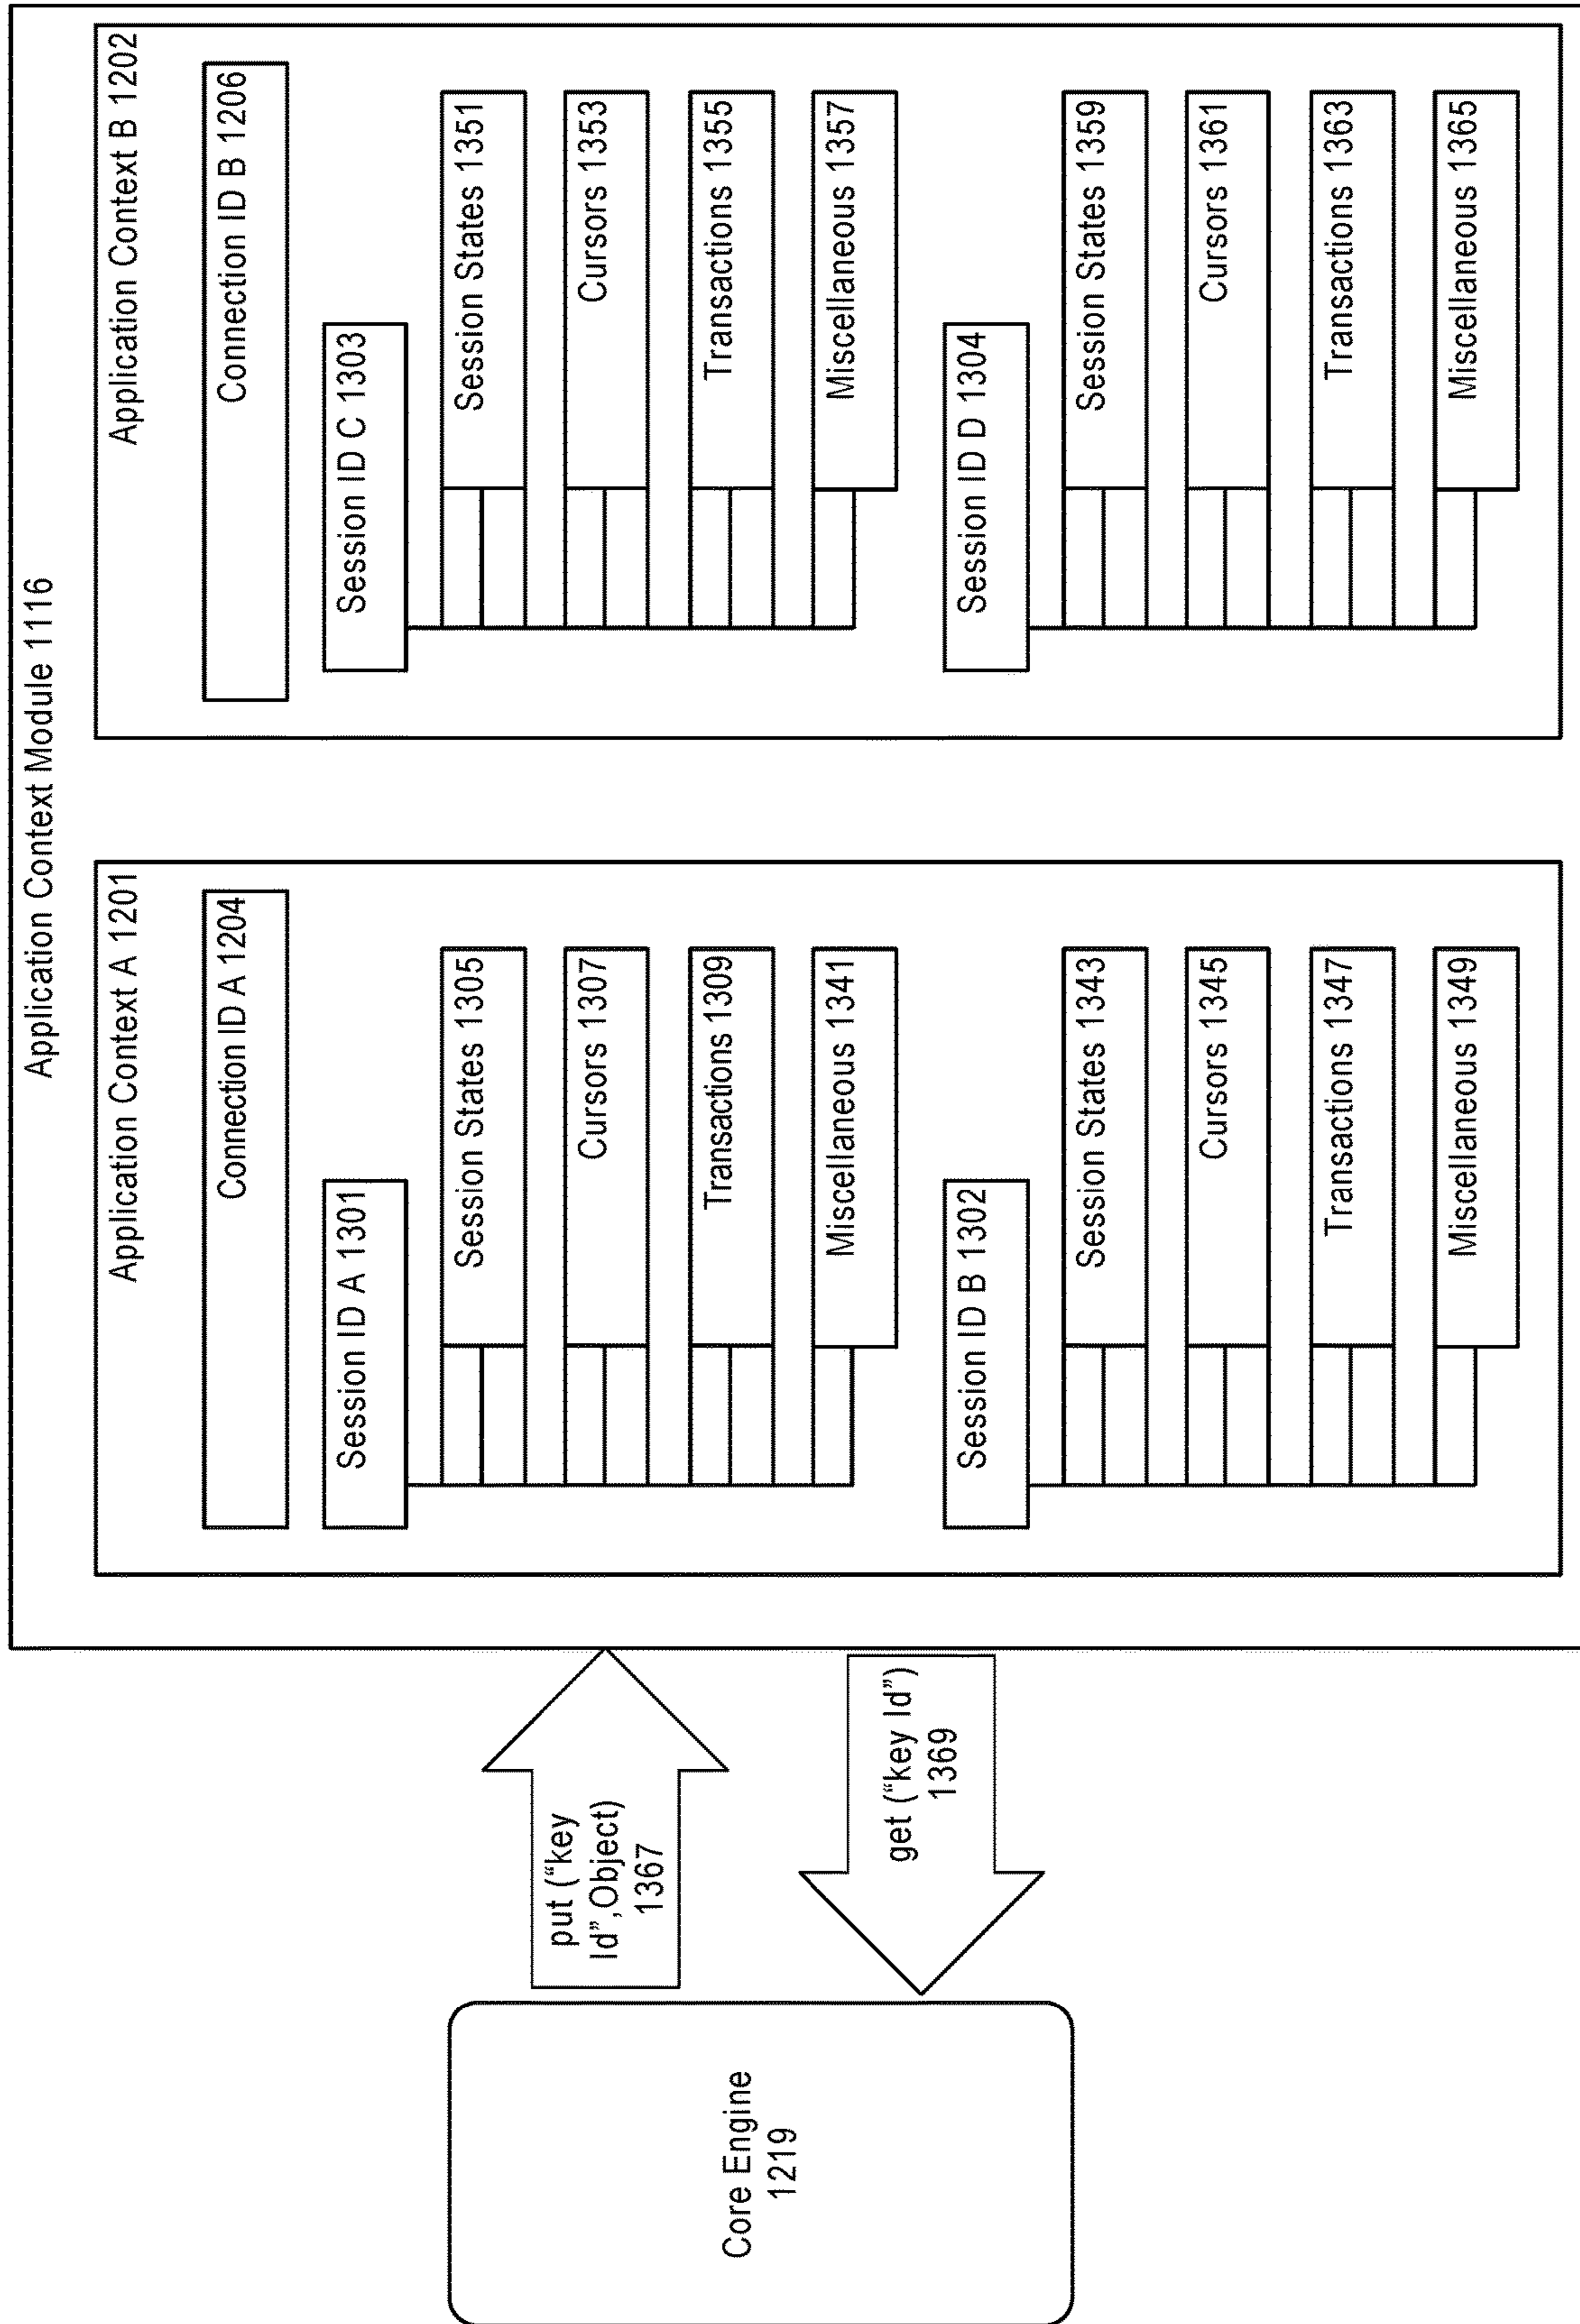 Application Context Module 1116
Application Context A 1201
Connection ID A 1204
Session ID A 1301
Session States 1305
Cursors 1307
Transactions 1309
Miscellaneous 1341
Session ID B 1302
Session States 1343
Cursors 1345
Transactions 1347
Miscellaneous 1349
Application Context B 1202
Connection ID B 1206
Session ID C 1303
Session States 1351
Cursors 1353
Transactions 1355
Miscellaneous 1357
Session ID D 1304
Session States 1359
Cursors 1361
Transactions 1363
Miscellaneous 1365
put (“key
Id”,Object)
1367
get (“key Id”)
1369
Core Engine
1219